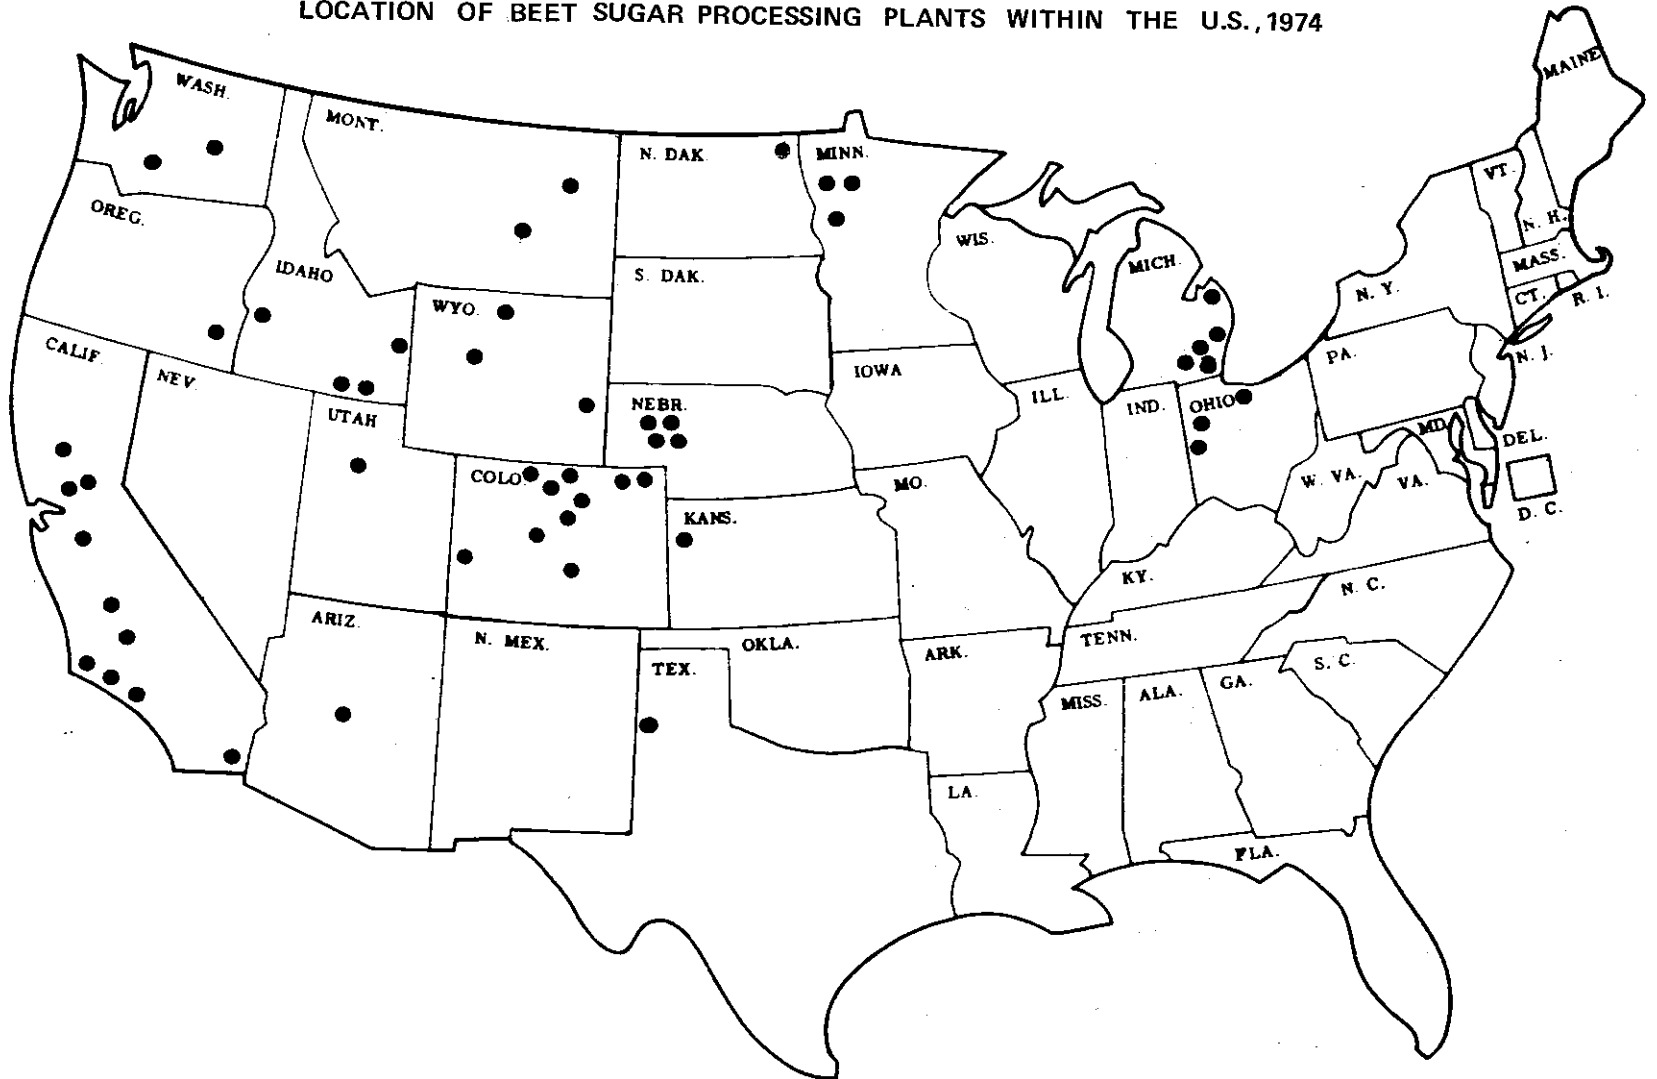 LOCATION OF BEET SUGAR PROCESSING PLANTS WITHIN THE U.S., 1974
MAINE
WASH.
MONT.
N. DAK.
MINN.
VT.
OREG.
N. H.
WIS.
MICH.
MASS.
IDAHO
S. DAK.
N. Y.
CT.
R. I.
WYO.
CALIF.
NEV.
IOWA
PA.
N. J.
UTAH
NEBR.
ILL.
IND.
OHIO
MD.
DEL.
COLO.
MO.
W. VA.
VA.
D. C.
KANS.
KY.
N. C.
ARIZ.
N. MEX.
OKLA.
TENN.
TEX.
ARK.
S. C.
MISS.
ALA.
GA.
LA.
FLA.